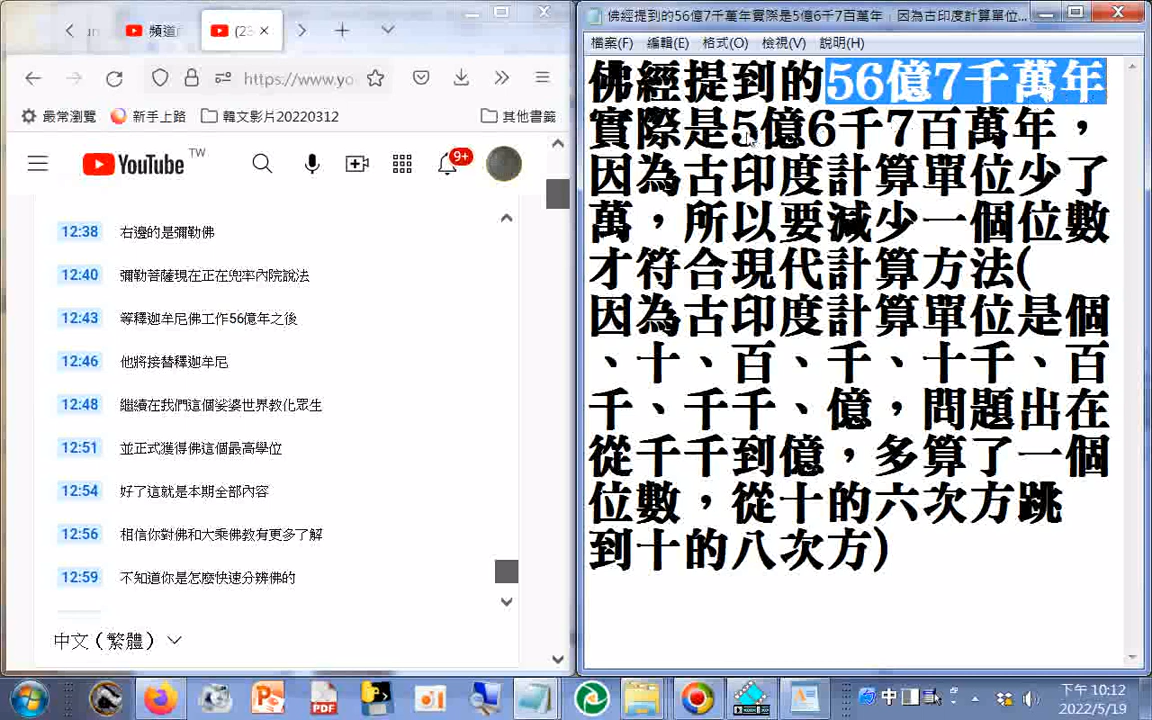 佛經提到的56億7千萬年實際是5億6千7百萬年，因為古印度計算單位...
頻道
(23
https://www.yo
最常瀏覽
新手上路
韓文影片20220312
其他書籤
YouTube TW
9+
12:38 右邊的是彌勒佛
12:40 彌勒菩薩現在正在兜率內院說法
12:43 等釋迦牟尼佛工作56億年之後
12:46 他將接替釋迦牟尼
12:48 繼續在我們這個娑婆世界教化眾生
12:51 並正式獲得佛這個最高學位
12:54 好了這就是本期全部內容
12:56 相信你對佛和大乘佛教有更多了解
12:59 不知道你是怎麼快速分辨佛的
中文（繁體）
檔案(F) 編輯(E) 格式(O) 檢視(V) 說明(H)
佛經提到的56億7千萬年
實際是5億6千7百萬年，
因為古印度計算單位少了
萬，所以要減少一個位數
才符合現代計算方法(
因為古印度計算單位是個
、十、百、千、十千、百
千、千千、億，問題出在
從千千到億，多算了一個
位數，從十的六次方跳
到十的八次方)
PDF
中
下午 10:12
2022/5/19